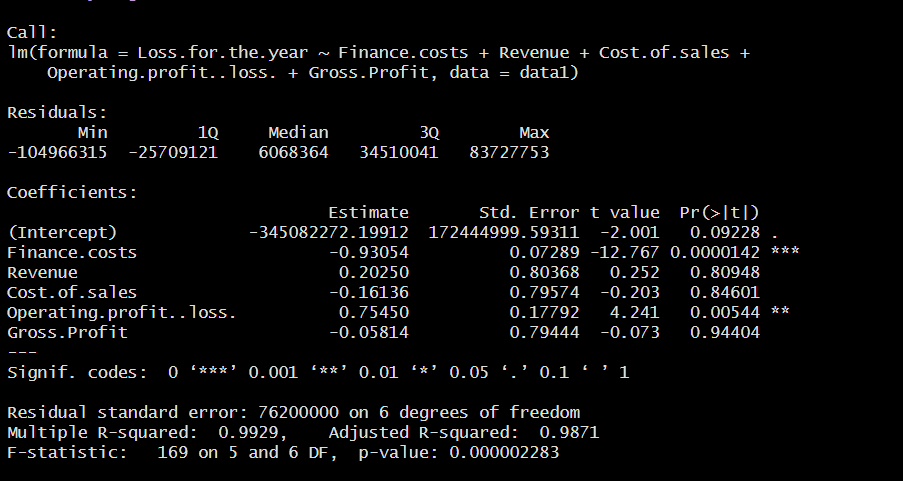 Call:
lm(formula = Loss.for.the.year ~ Finance.costs + Revenue + Cost.of.sales +
    Operating.profit..loss. + Gross.Profit, data = data1)
Residuals:
       Min         1Q     Median         3Q        Max
-104966315  -25709121    6068364   34510041   83727753
Coefficients:
                                Estimate       Std. Error t value  Pr(>|t|)
(Intercept)             -345082272.19912  172444999.59311  -2.001   0.09228 .
Finance.costs                   -0.93054          0.07289 -12.767 0.0000142 ***
Revenue                          0.20250          0.80368   0.252   0.80948
Cost.of.sales                   -0.16136          0.79574  -0.203   0.84601
Operating.profit..loss.          0.75450          0.17792   4.241   0.00544 **
Gross.Profit                    -0.05814          0.79444  -0.073   0.94404
---
Signif. codes:  0 ‘***’ 0.001 ‘**’ 0.01 ‘*’ 0.05 ‘.’ 0.1 ‘ ’ 1
Residual standard error: 76200000 on 6 degrees of freedom
Multiple R-squared:  0.9929,    Adjusted R-squared:  0.9871
F-statistic:   169 on 5 and 6 DF,  p-value: 0.000002283